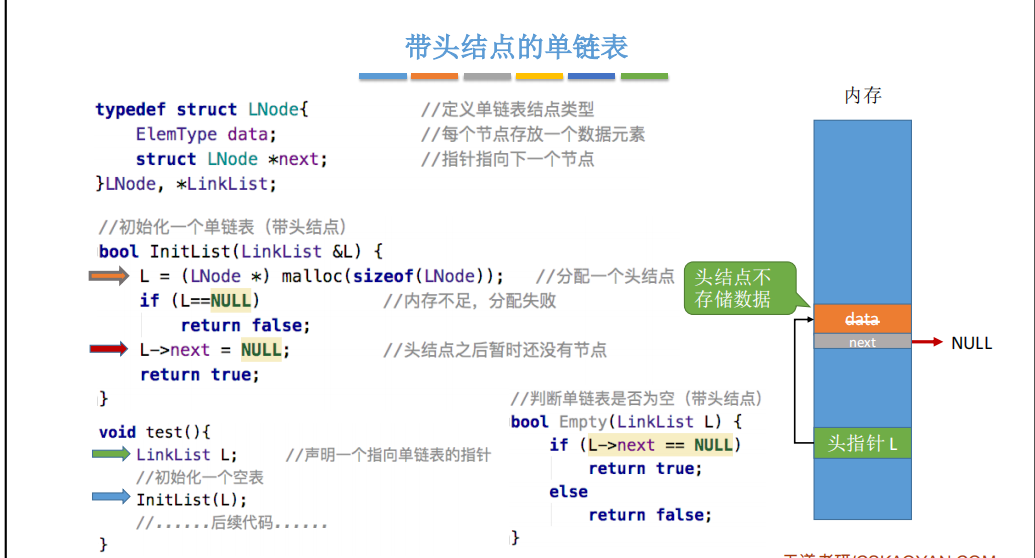 带头结点的单链表
typedef struct LNode{ //定义单链表结点类型
ElemType data; //每个节点存放一个数据元素
struct LNode *next; //指针指向下一个节点
}LNode, *LinkList;
//初始化一个单链表（带头结点）
bool InitList(LinkList &L) {
L = (LNode *) malloc(sizeof(LNode)); //分配一个头结点
if (L==NULL) //内存不足，分配失败
return false;
L->next = NULL; //头结点之后暂时还没有节点
return true;
}
void test(){
LinkList L; //声明一个指向单链表的指针
//初始化一个空表
InitList(L);
//......后续代码......
}
//判断单链表是否为空（带头结点）
bool Empty(LinkList L) {
if (L->next == NULL)
return true;
else
return false;
}
内存
头结点不
存储数据
data
next
NULL
头指针 L